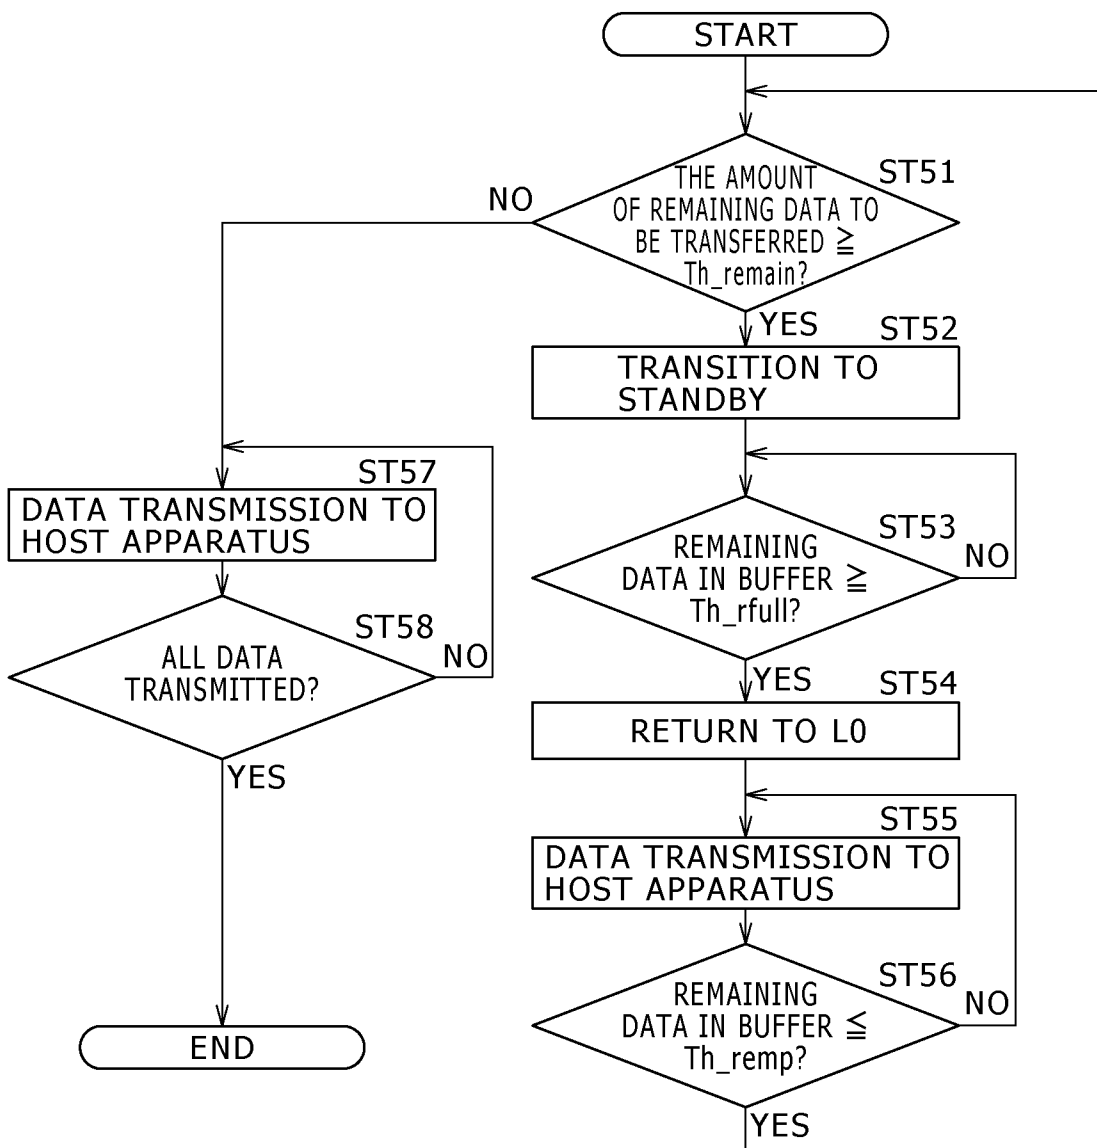 START
ST51
THE AMOUNT
OF REMAINING DATA TO
BE TRANSFERRED ≧
Th_remain?
NO
YES
ST52
TRANSITION TO
STANDBY
ST53
REMAINING
DATA IN BUFFER ≧
Th_rfull?
NO
YES
ST54
RETURN TO L0
ST55
DATA TRANSMISSION TO
HOST APPARATUS
ST56
REMAINING
DATA IN BUFFER ≦
Th_remp?
NO
YES
ST57
DATA TRANSMISSION TO
HOST APPARATUS
ST58
ALL DATA
TRANSMITTED?
NO
YES
END